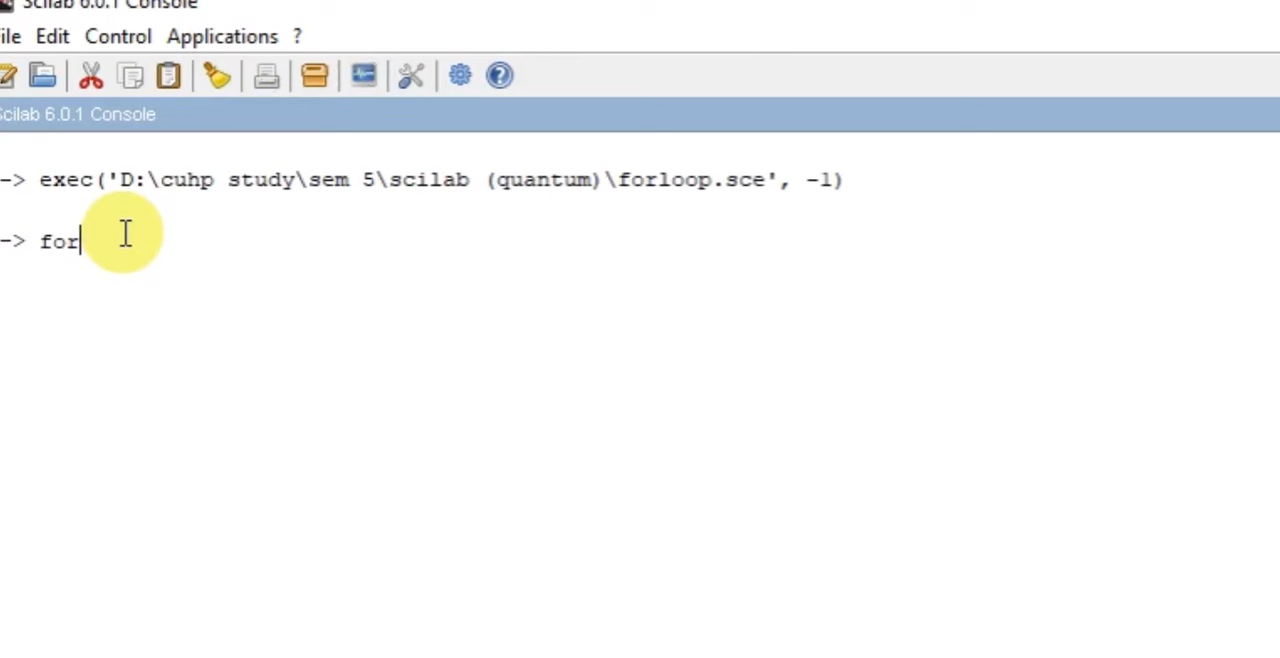 Scilab 6.0.1 Console
ile Edit Control Applications ?
Scilab 6.0.1 Console
-> exec('D:\cuhp study\sem 5\scilab (quantum)\forloop.sce', -1)
-> for